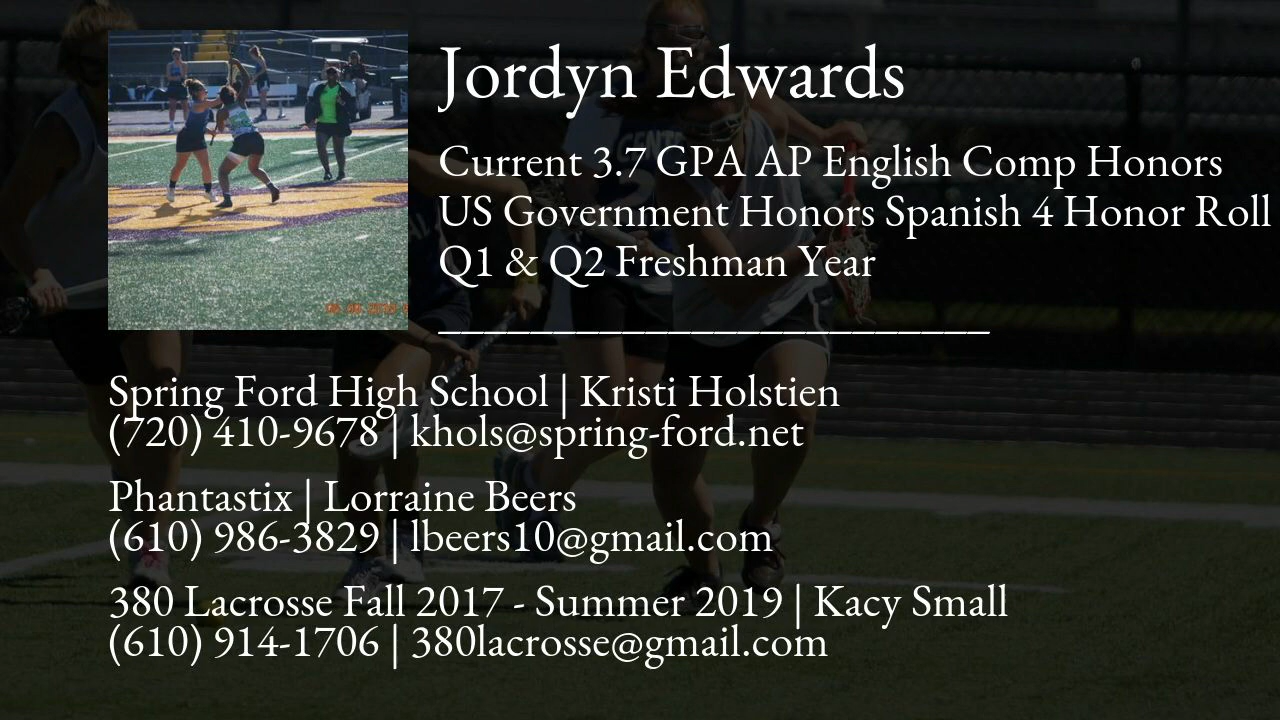 Jordyn Edwards
Current 3.7 GPA AP English Comp Honors
US Government Honors Spanish 4 Honor Roll
Q1 & Q2 Freshman Year
Spring Ford High School | Kristi Holstien
(720) 410-9678 | khols@spring-ford.net
Phantastix | Lorraine Beers
(610) 986-3829 | lbeers10@gmail.com
380 Lacrosse Fall 2017 - Summer 2019 | Kacy Small
(610) 914-1706 | 380lacrosse@gmail.com